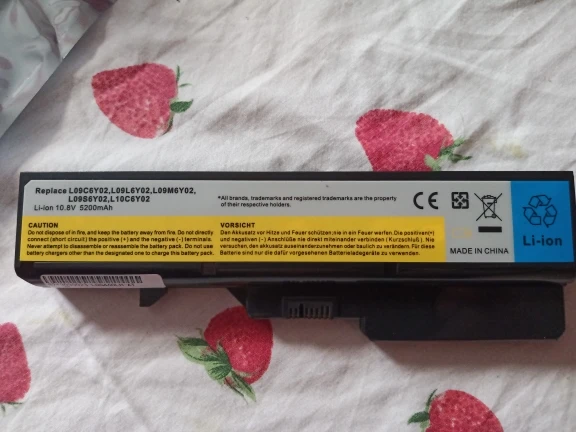 Replace L09C6Y02,L09L6Y02,L09M6Y02,
L09S6Y02,L10C6Y02
Li-ion 10.8V 5200mAh
*All brands, trademarks and registered trademarks are the property
of their respective holders.
CAUTION
Do not dispose of in fire, and keep the battery away from fire. Do not directly
connect (short circuit) the positive (+) and the negative (-) terminals.
Never attempt to disassemble or reassemble the battery. Do not use
battery chargers other than the designated one to charge this battery pack.
VORSICHT
Den Akkusatz vor Hitze und Feuer schützen,nie in ein Feuer werfen. Die positiven(+)
und negativen (-) Anschlüße nie direkt miteinander verbinden ( Kurzschluß ). Nie
versuchen, den akkusatz auseinanderzunehmen oder baulich zu verändern. Für diese
Batterien sind nur die dafür vorgesehenen Batterieladegeräte zu verwenden.
CE
MADE IN CHINA
Li-ion